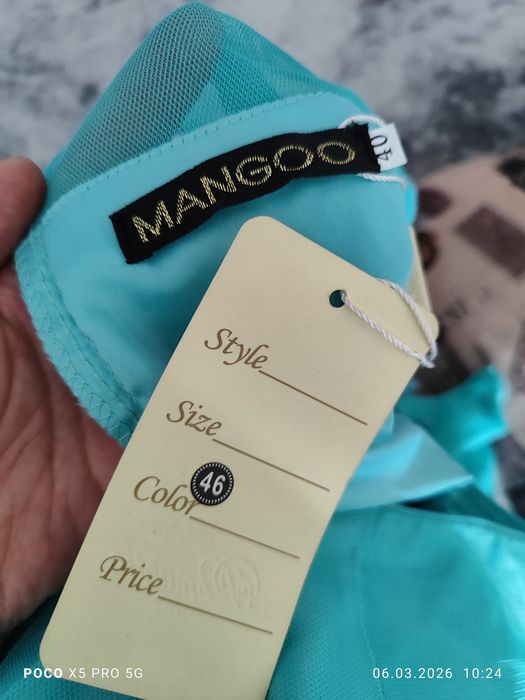 MANGOO
40
Style
Size
46
Color
Price
POCO X5 PRO 5G
06.03.2026 10:24